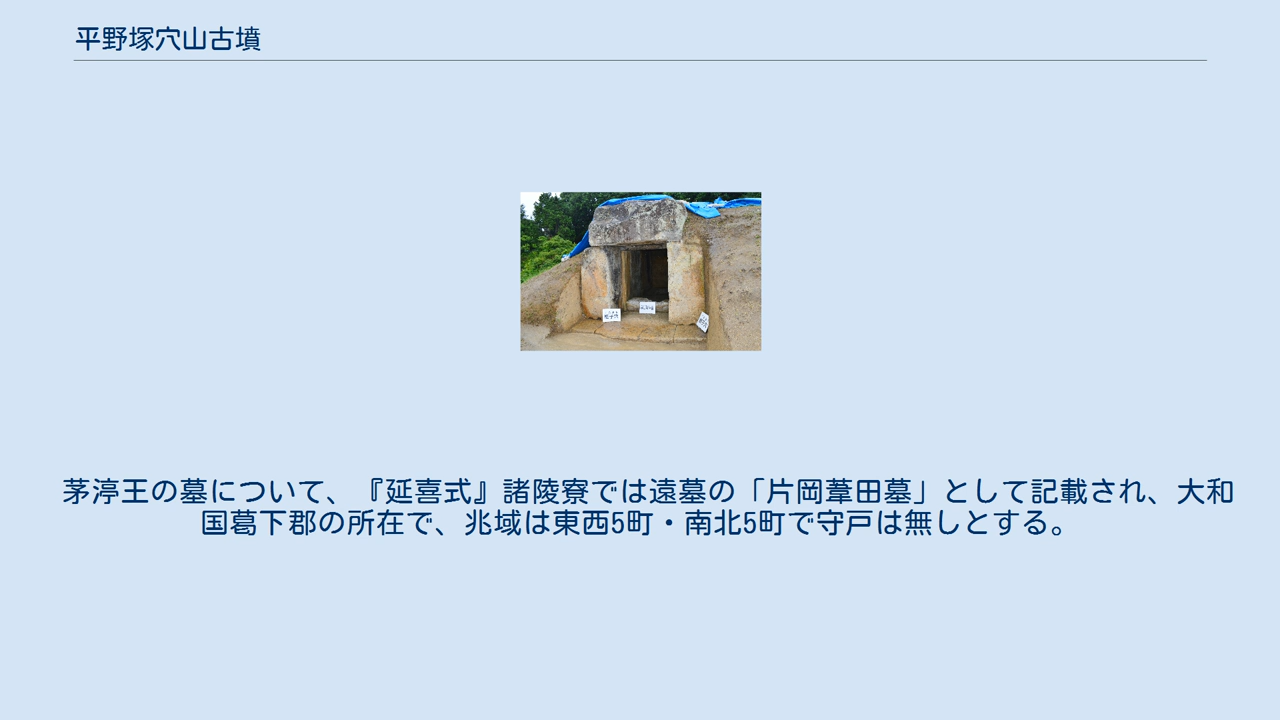 平野塚穴山古墳
茅渟王の墓について、『延喜式』諸陵寮では遠墓の「片岡葦田墓」として記載され、大和
国葛下郡の所在で、兆域は東西5町・南北5町で守戸は無しとする。